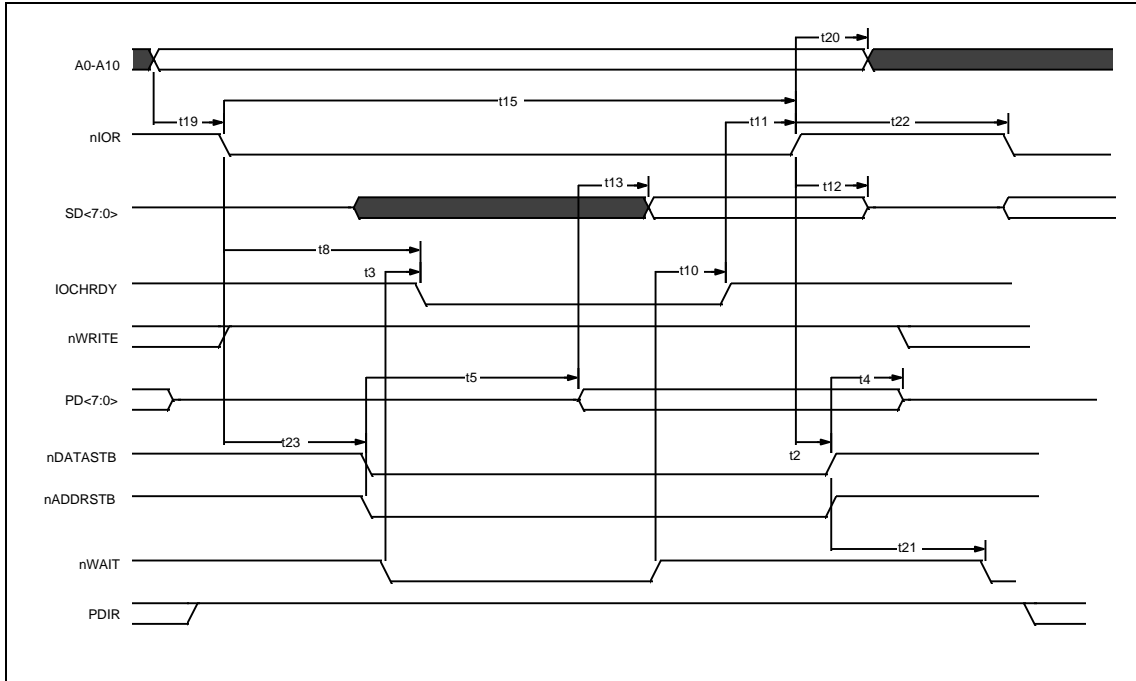 t20
A0-A10
t15
t19
t11
t22
nIOR
t13
t12
SD<7:0>
t8
t3
t10
IOCHRDY
nWRITE
t5
t4
PD<7:0>
t23
t2
nDATASTB
nADDRSTB
t21
nWAIT
PDIR